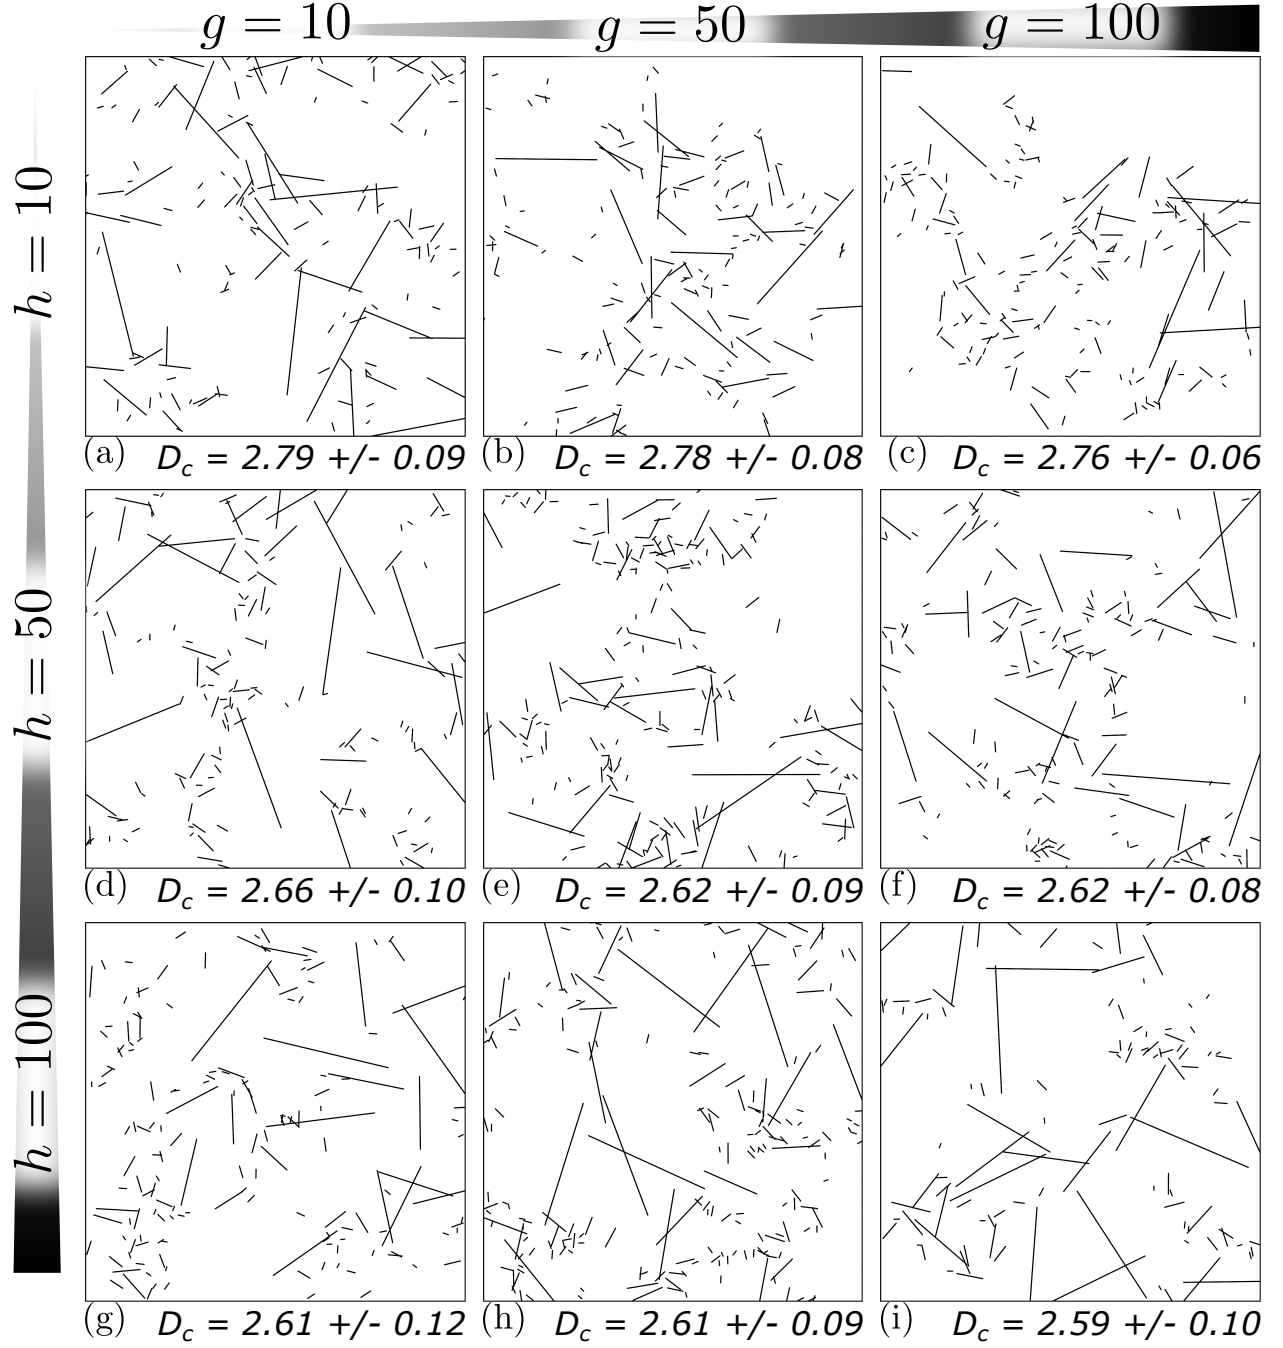 g = 10 g = 50 g = 100
h = 10
(a) D_c = 2.79 +/- 0.09 (b) D_c = 2.78 +/- 0.08 (c) D_c = 2.76 +/- 0.06
h = 50
(d) D_c = 2.66 +/- 0.10 (e) D_c = 2.62 +/- 0.09 (f) D_c = 2.62 +/- 0.08
h = 100
(g) D_c = 2.61 +/- 0.12 (h) D_c = 2.61 +/- 0.09 (i) D_c = 2.59 +/- 0.10